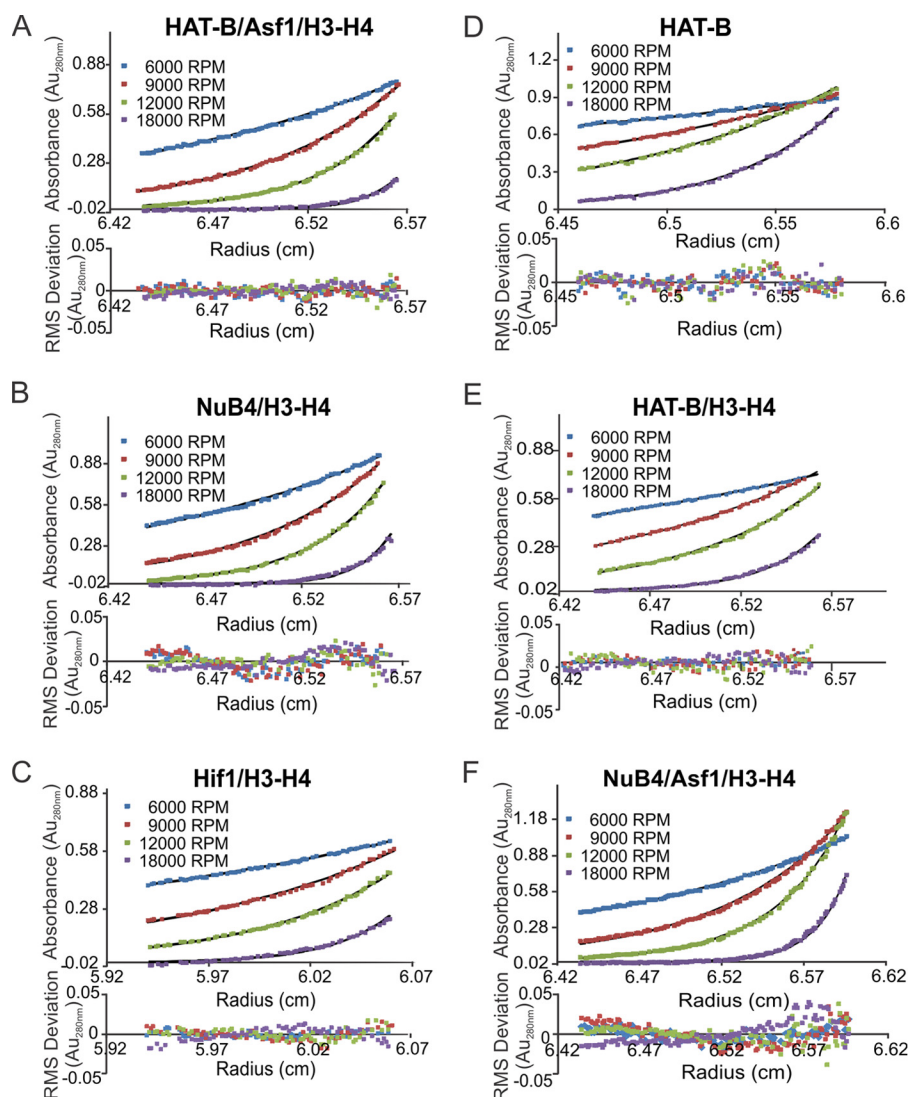 A
HAT-B/Asf1/H3-H4
Absorbance (Au280nm)
0.88
0.58
0.28
-0.02
6000 RPM
9000 RPM
12000 RPM
18000 RPM
6.42 6.47 6.52 6.57
Radius (cm)
RMS Deviation
(Au280nm)
0.05
0
-0.05
6.42 6.47 6.52 6.57
Radius (cm)
B
NuB4/H3-H4
Absorbance (Au280nm)
0.88
0.58
0.28
-0.02
6000 RPM
9000 RPM
12000 RPM
18000 RPM
6.42 6.47 6.52 6.57
Radius (cm)
RMS Deviation
(Au280nm)
0.05
0
-0.05
6.42 6.47 6.52 6.57
Radius (cm)
C
Hif1/H3-H4
Absorbance (Au280nm)
0.88
0.58
0.28
0.02
6000 RPM
9000 RPM
12000 RPM
18000 RPM
5.92 5.97 6.02 6.07
Radius (cm)
RMS Deviation
(Au280nm)
0.05
0
-0.05
5.92 5.97 6.02 6.07
Radius (cm)
D
HAT-B
Absorbance (Au280nm)
1.2
0.9
0.6
0.3
0
6000 RPM
9000 RPM
12000 RPM
18000 RPM
6.45 6.5 6.55 6.6
Radius (cm)
RMS Deviation
(Au280nm)
0.05
0
-0.05
6.45 6.5 6.55 6.6
Radius (cm)
E
HAT-B/H3-H4
Absorbance (Au280nm)
0.88
0.58
0.28
0.02
6000 RPM
9000 RPM
12000 RPM
18000 RPM
6.42 6.47 6.52 6.57
Radius (cm)
RMS Deviation
(Au280nm)
0.05
0
-0.05
6.42 6.47 6.52 6.57
Radius (cm)
F
NuB4/Asf1/H3-H4
Absorbance (Au280nm)
1.18
0.88
0.58
0.28
0.02
6000 RPM
9000 RPM
12000 RPM
18000 RPM
6.42 6.47 6.52 6.57 6.62
Radius (cm)
RMS Deviation
(Au280nm)
0.05
0
-0.05
6.42 6.47 6.52 6.57 6.62
Radius (cm)